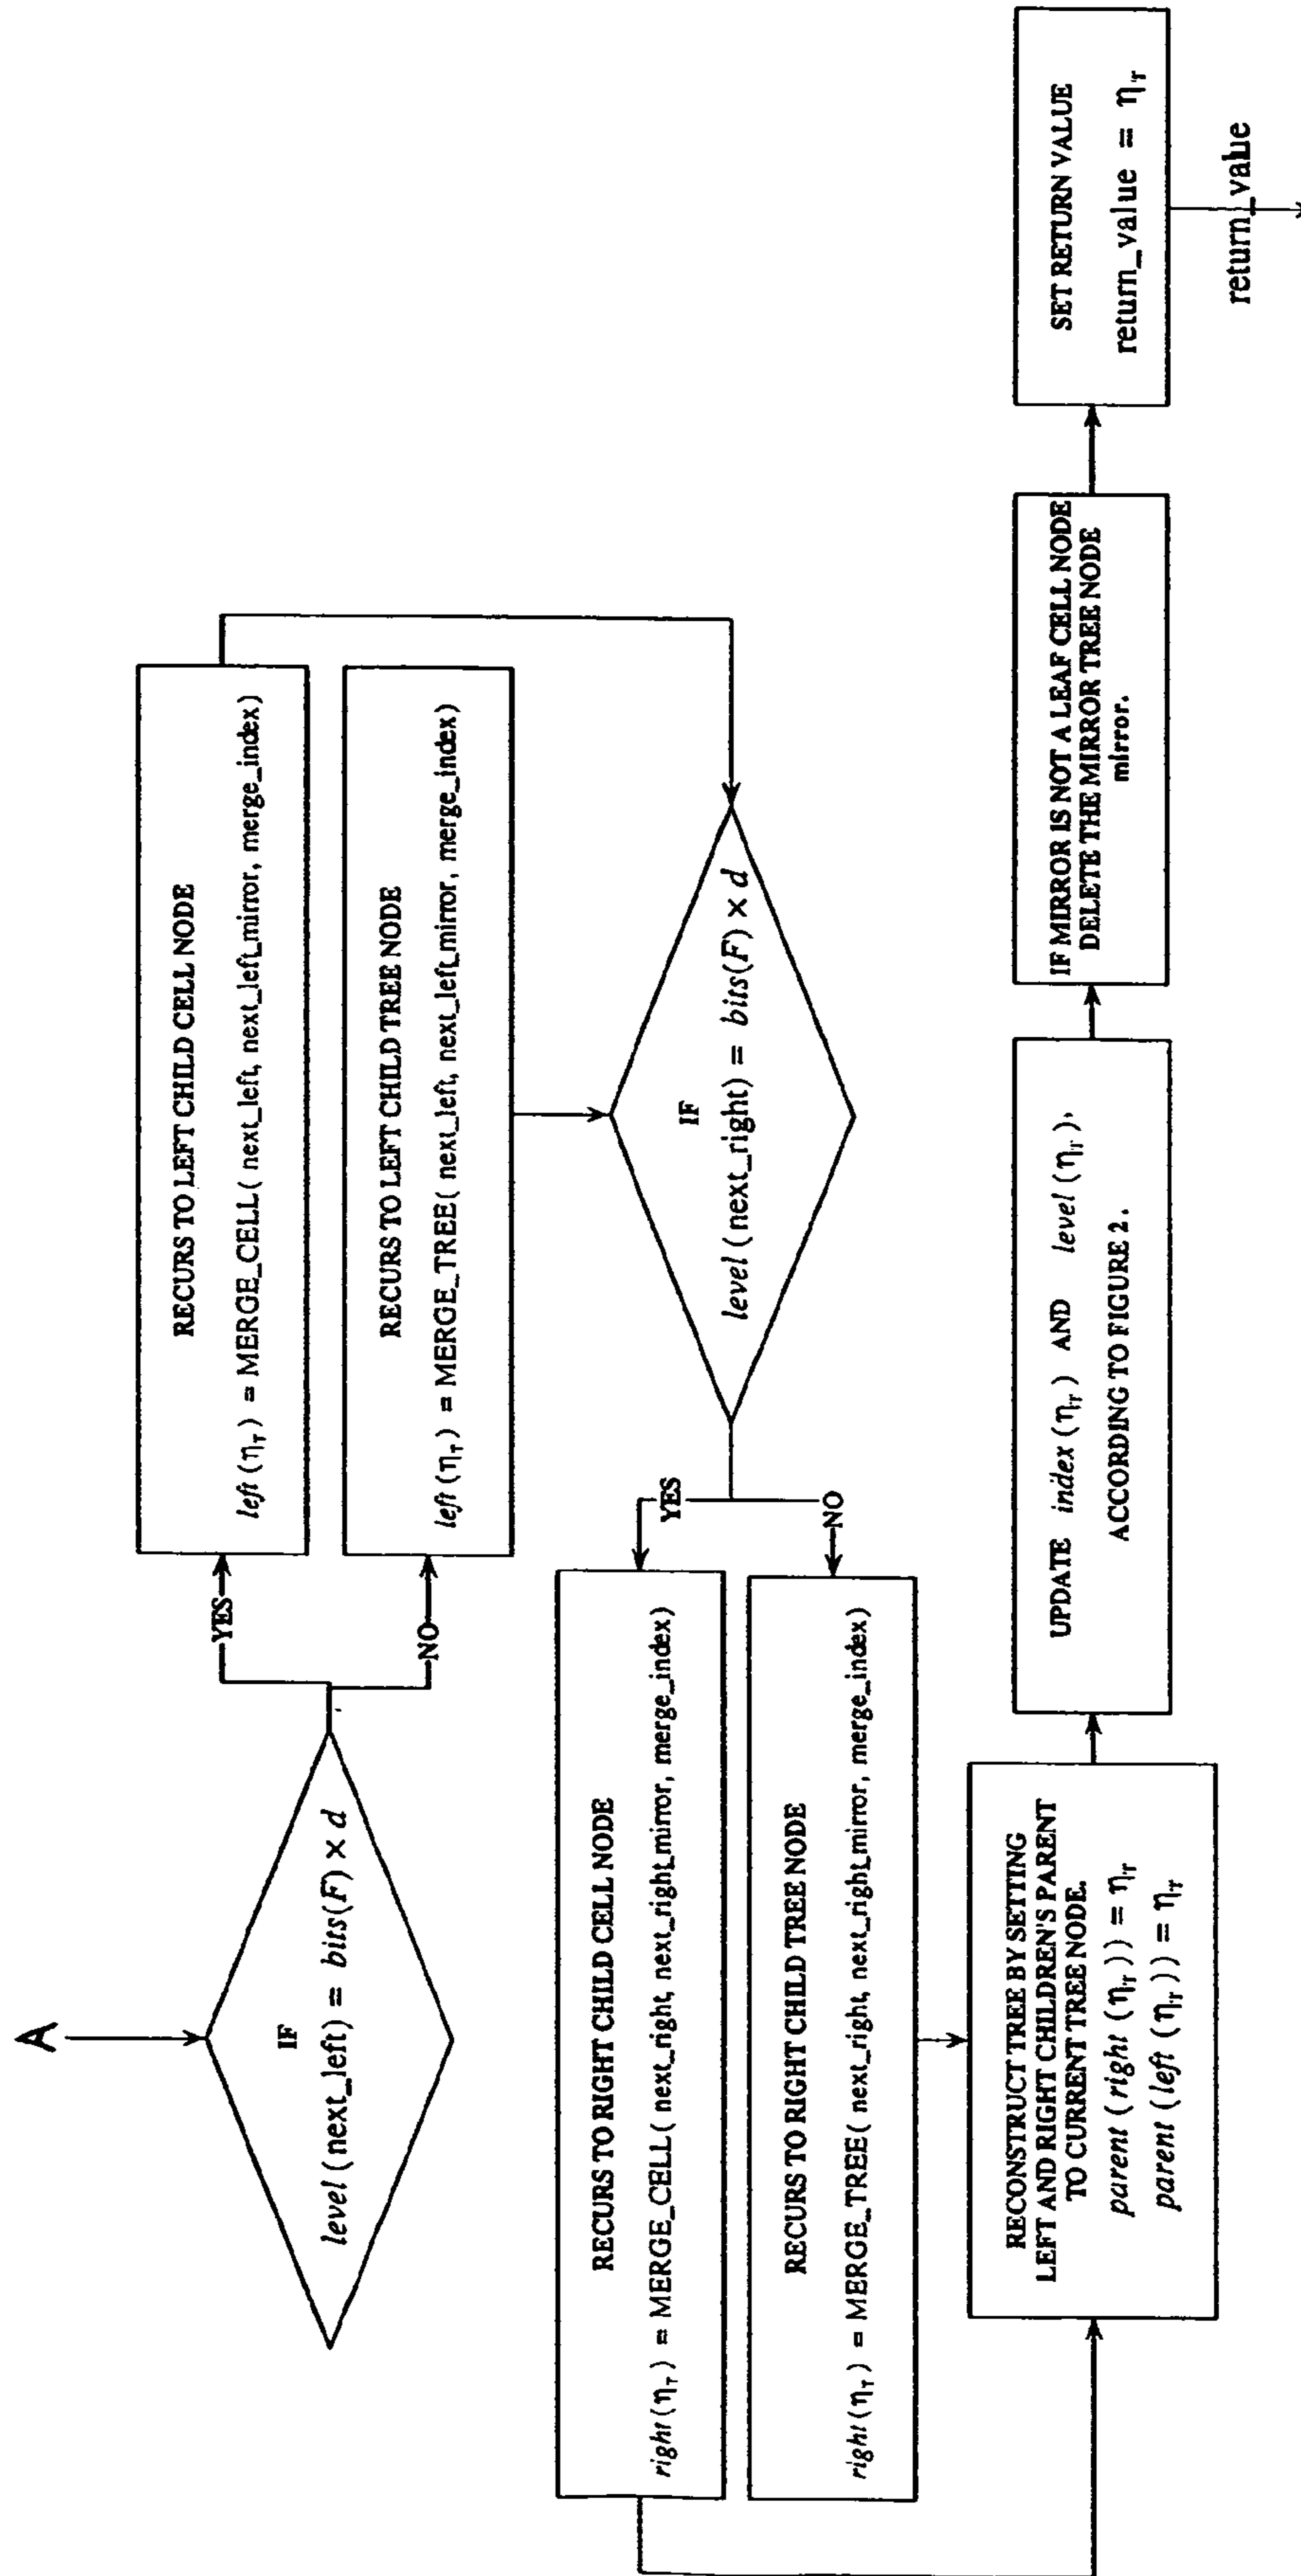 A
IF
level (next_left) = bits(F) × d
YES
NO
RECURS TO LEFT CHILD CELL NODE
left (η_T) = MERGE_CELL( next_left, next_left_mirror, merge_index)
RECURS TO LEFT CHILD TREE NODE
left (η_T) = MERGE_TREE( next_left, next_left_mirror, merge_index)
IF
level (next_right) = bits(F) × d
YES
NO
RECURS TO RIGHT CHILD CELL NODE
right (η_T) = MERGE_CELL( next_right, next_right_mirror, merge_index)
RECURS TO RIGHT CHILD TREE NODE
right (η_T) = MERGE_TREE( next_right, next_right_mirror, merge_index)
RECONSTRUCT TREE BY SETTING
LEFT AND RIGHT CHILDREN'S PARENT
TO CURRENT TREE NODE.
parent (right (η_T)) = η_T
parent (left (η_T)) = η_T
UPDATE index (η_T) AND level (η_T),
ACCORDING TO FIGURE 2.
IF MIRROR IS NOT A LEAF CELL NODE
DELETE THE MIRROR TREE NODE
mirror.
SET RETURN VALUE
return_value = η_T
return_value